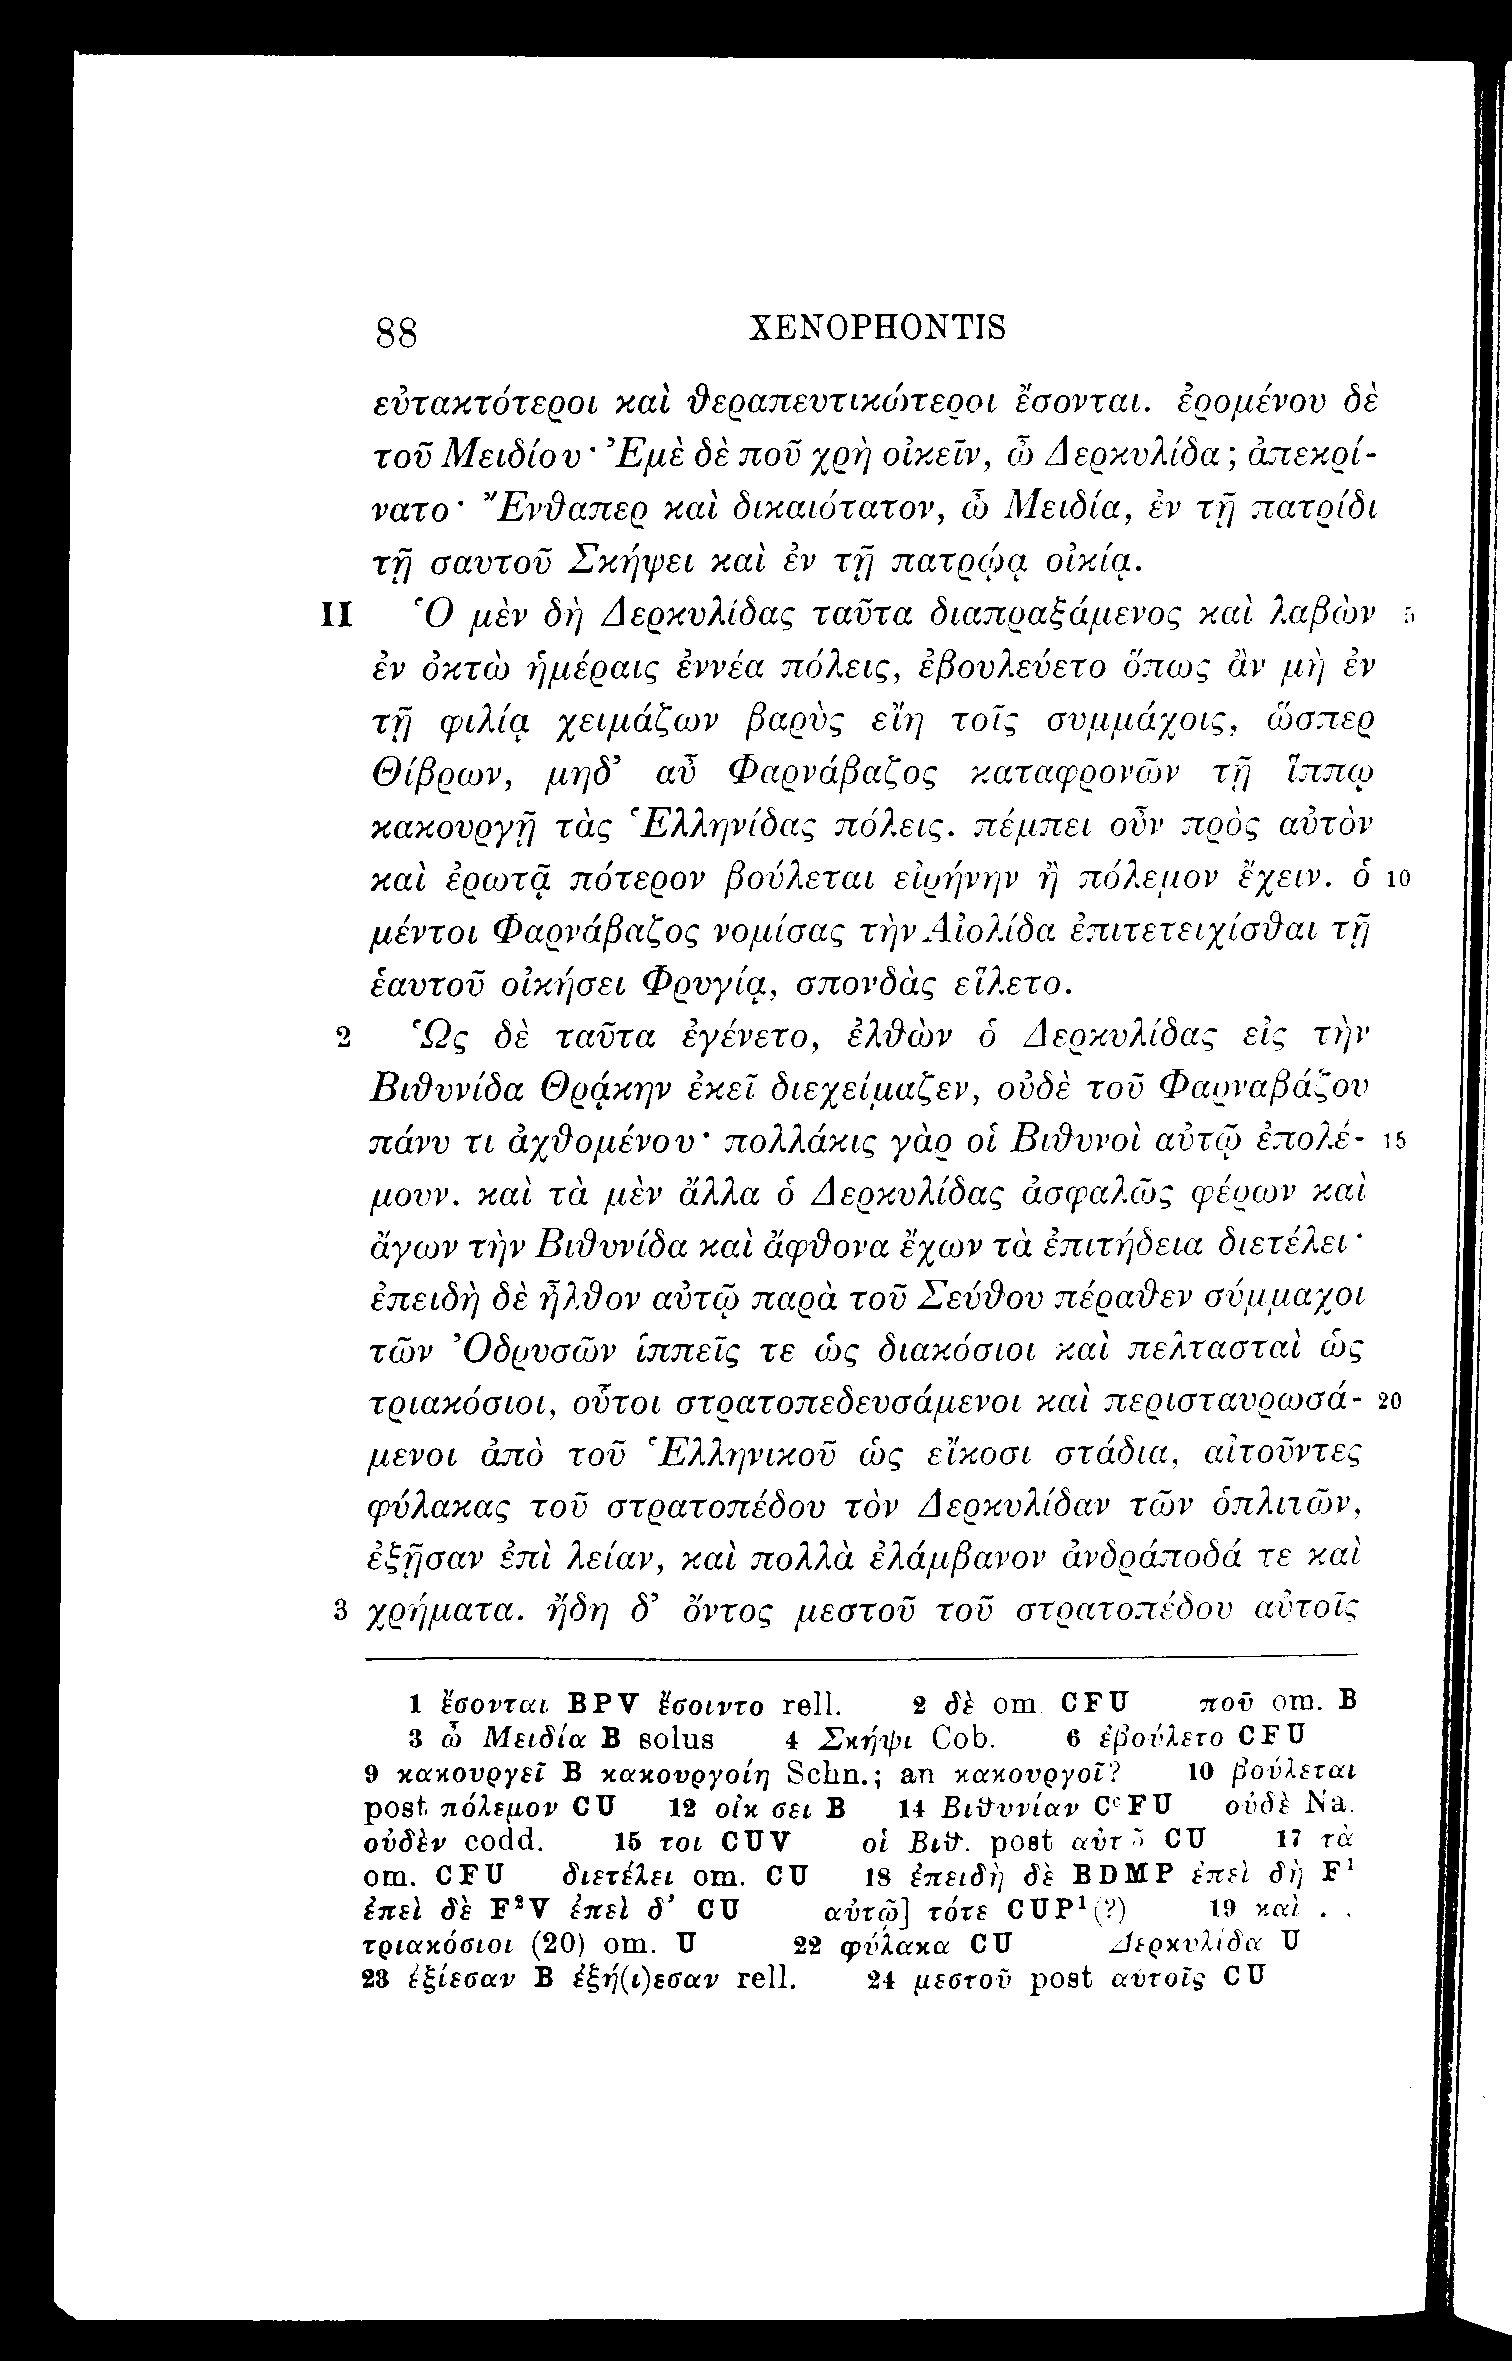 88 XENOPHONTIS
εὐτακτότεροι καὶ θεραπευτικώτεροι ἔσονται. ἐρομένου δὲ
τοῦ Μειδίου· Ἐμὲ δὲ ποῦ χρὴ οἰκεῖν, ὦ Δερκυλίδα; ἀπεκρί-
νατο· Ἔνθαπερ καὶ δικαιότατον, ὦ Μειδία, ἐν τῇ πατρίδι
τῇ σαυτοῦ Σκήψει καὶ ἐν τῇ πατρῴᾳ οἰκίᾳ.
II Ὁ μὲν δὴ Δερκυλίδας ταῦτα διαπραξάμενος καὶ λαβὼν 5
ἐν ὀκτὼ ἡμέραις ἐννέα πόλεις, ἐβουλεύετο ὅπως ἂν μὴ ἐν
τῇ φιλίᾳ χειμάζων βαρὺς εἴη τοῖς συμμάχοις, ὥσπερ
Θίβρων, μηδ’ αὖ Φαρνάβαζος καταφρονῶν τῇ ἵππῳ
κακουργῇ τὰς Ἑλληνίδας πόλεις. πέμπει οὖν πρὸς αὐτὸν
καὶ ἐρωτᾷ πότερον βούλεται εἰρήνην ἢ πόλεμον ἔχειν. ὁ 10
μέντοι Φαρνάβαζος νομίσας τὴν Αἰολίδα ἐπιτετειχίσθαι τῇ
ἑαυτοῦ οἰκήσει Φρυγίᾳ, σπονδὰς εἵλετο.
2 Ὡς δὲ ταῦτα ἐγένετο, ἐλθὼν ὁ Δερκυλίδας εἰς τὴν
Βιθυνίδα Θρᾴκην ἐκεῖ διεχείμαζεν, οὐδὲ τοῦ Φαρναβάζου
πάνυ τι ἀχθομένου· πολλάκις γὰρ οἱ Βιθυνοὶ αὐτῷ ἐπολέ- 15
μουν. καὶ τὰ μὲν ἄλλα ὁ Δερκυλίδας ἀσφαλῶς φέρων καὶ
ἄγων τὴν Βιθυνίδα καὶ ἄφθονα ἔχων τὰ ἐπιτήδεια διετέλει·
ἐπειδὴ δὲ ἦλθον αὐτῷ παρὰ τοῦ Σεύθου πέραθεν σύμμαχοι
τῶν Ὀδρυσῶν ἱππεῖς τε ὡς διακόσιοι καὶ πελτασταὶ ὡς
τριακόσιοι, οὗτοι στρατοπεδευσάμενοι καὶ περισταυρωσά- 20
μενοι ἀπὸ τοῦ Ἑλληνικοῦ ὡς εἴκοσι στάδια, αἰτοῦντες
φύλακας τοῦ στρατοπέδου τὸν Δερκυλίδαν τῶν ὁπλιτῶν,
ἐξῇσαν ἐπὶ λείαν, καὶ πολλὰ ἐλάμβανον ἀνδράποδά τε καὶ
3 χρήματα. ἤδη δ’ ὄντος μεστοῦ τοῦ στρατοπέδου αὐτοῖς
1 ἔσονται BPV ἔσοιντο rell. 2 δὲ om CFU ποῦ om. B
3 ὦ Μειδία B solus 4 Σκήψι Cob. 6 ἐβούλετο CFU
9 κακουργεῖ B κακουργοίη Schn.; an κακουργοῖ? 10 βούλεται
post πόλεμον CU 12 οἰκ σει B 14 Βιθυνίαν CᶜFU οὐδὲ Na.
οὐδὲν codd. 15 τοι CUV οἱ Βιθ. post αὐτῷ CU 17 τὰ
om. CFU διετέλει om. CU 18 ἐπειδὴ δὲ BDMP ἐπεὶ δὴ F¹
ἐπεὶ δὲ F²V ἐπεὶ δ’ CU αὐτῷ] τότε CUP¹(?) 19 καὶ . .
τριακόσιοι (20) om. U 22 φύλακα CU Δερκυλίδα U
23 ἐξίεσαν B ἐξή(ι)εσαν rell. 24 μεστοῦ post αὐτοῖς CU